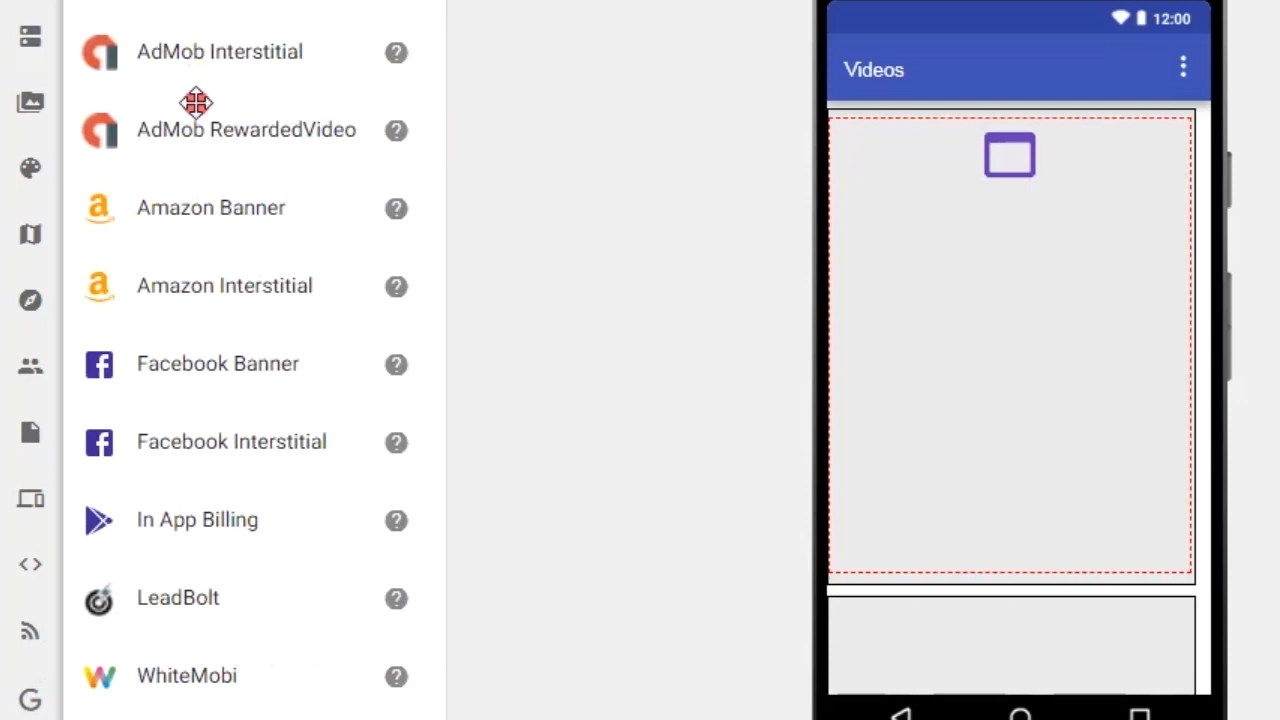 AdMob Interstitial
AdMob RewardedVideo
Amazon Banner
Amazon Interstitial
Facebook Banner
Facebook Interstitial
In App Billing
LeadBolt
WhiteMobi
12:00
Videos